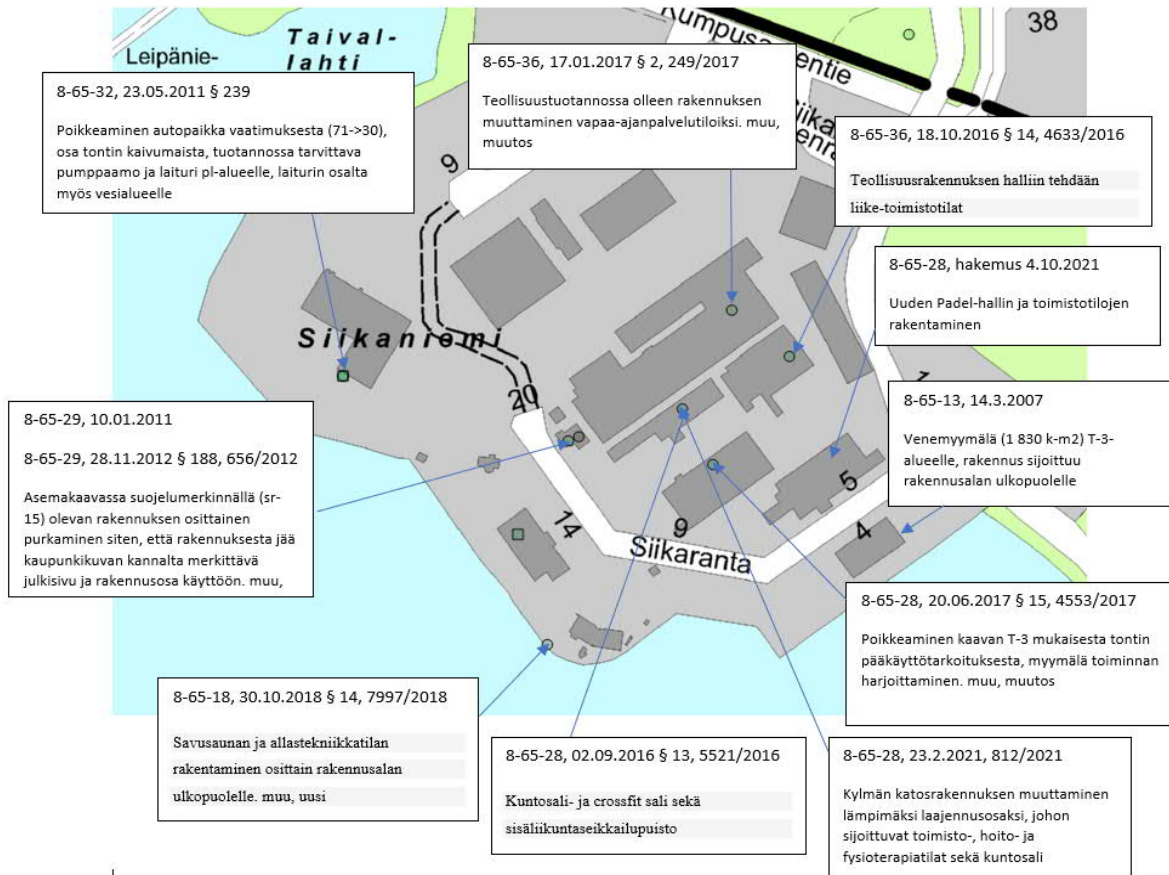 Taival-
lahti
Leipänie-
Kumpusaarentie
38
8-65-32, 23.05.2011 § 239
Poikkeaminen autopaikka vaatimuksesta (71->30),
osa tontin kaivumaista, tuotannossa tarvittava
pumppaamo ja laituri pl-alueelle, laiturin osalta
myös vesialueelle
8-65-36, 17.01.2017 § 2, 249/2017
Teollisuustuotannossa olleen rakennuksen
muuttaminen vapaa-ajanpalvelutiloiksi. muu,
muutos
8-65-36, 18.10.2016 § 14, 4633/2016
Teollisuusrakennuksen halliin tehdään
liike-toimistotilat
9
8-65-28, hakemus 4.10.2021
Uuden Padel-hallin ja toimistotilojen
rakentaminen
Siikaniemi
20
8-65-29, 10.01.2011
8-65-29, 28.11.2012 § 188, 656/2012
Asemakaavassa suojelumerkinnällä (sr-
15) olevan rakennuksen osittainen
purkaminen siten, että rakennuksesta jää
kaupunkikuvan kannalta merkittävä
julkisivu ja rakennusosa käyttöön. muu,
8-65-13, 14.3.2007
Venemyymälä (1 830 k-m2) T-3-
alueelle, rakennus sijoittuu
rakennusalan ulkopuolelle
5
4
14
9
Siikaranta
8-65-28, 20.06.2017 § 15, 4553/2017
Poikkeaminen kaavan T-3 mukaisesta tontin
pääkäyttötarkoituksesta, myymälä toiminnan
harjoittaminen. muu, muutos
8-65-18, 30.10.2018 § 14, 7997/2018
Savusaunan ja allastekniikkatilan
rakentaminen osittain rakennusalan
ulkopuolelle. muu, uusi
8-65-28, 02.09.2016 § 13, 5521/2016
Kuntosali- ja crossfit sali sekä
sisäliikuntaseikkailupuisto
8-65-28, 23.2.2021, 812/2021
Kylmän katosrakennuksen muuttaminen
lämpimäksi laajennusosaksi, johon
sijoittuvat toimisto-, hoito- ja
fysioterapiatilat sekä kuntosali